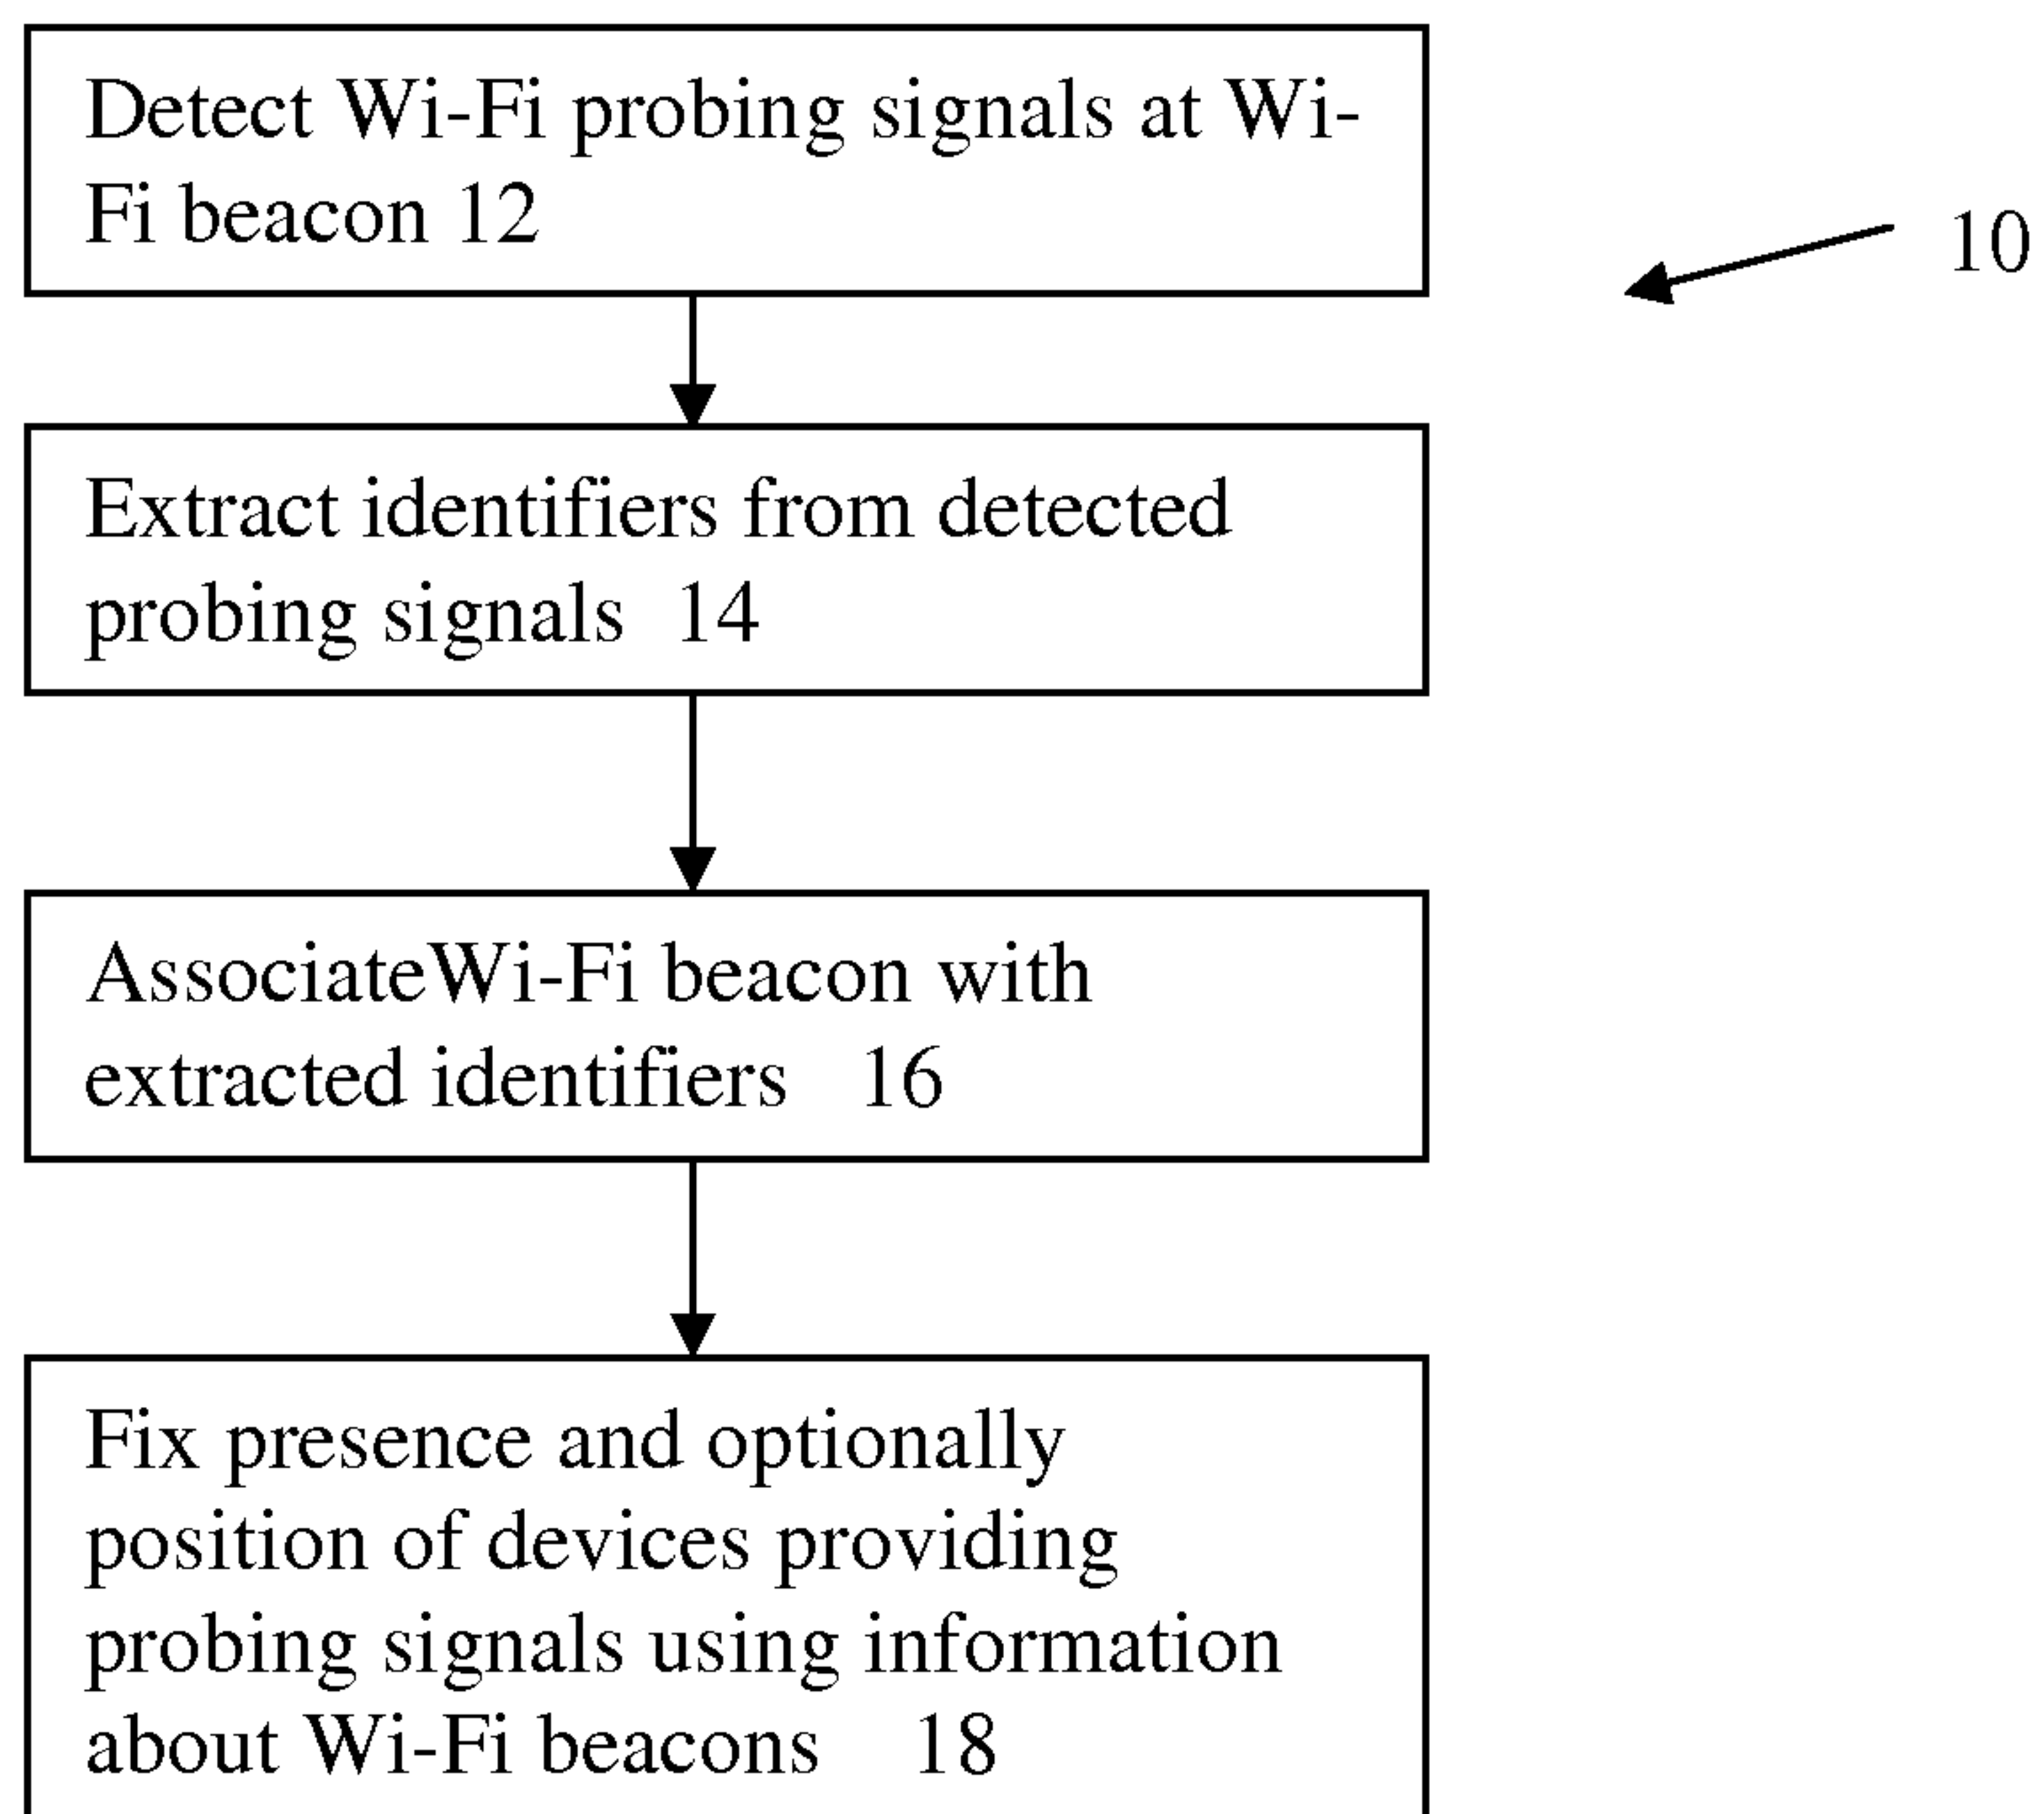 Detect Wi-Fi probing signals at Wi-
Fi beacon 12
10
Extract identifiers from detected
probing signals 14
AssociateWi-Fi beacon with
extracted identifiers 16
Fix presence and optionally
position of devices providing
probing signals using information
about Wi-Fi beacons 18